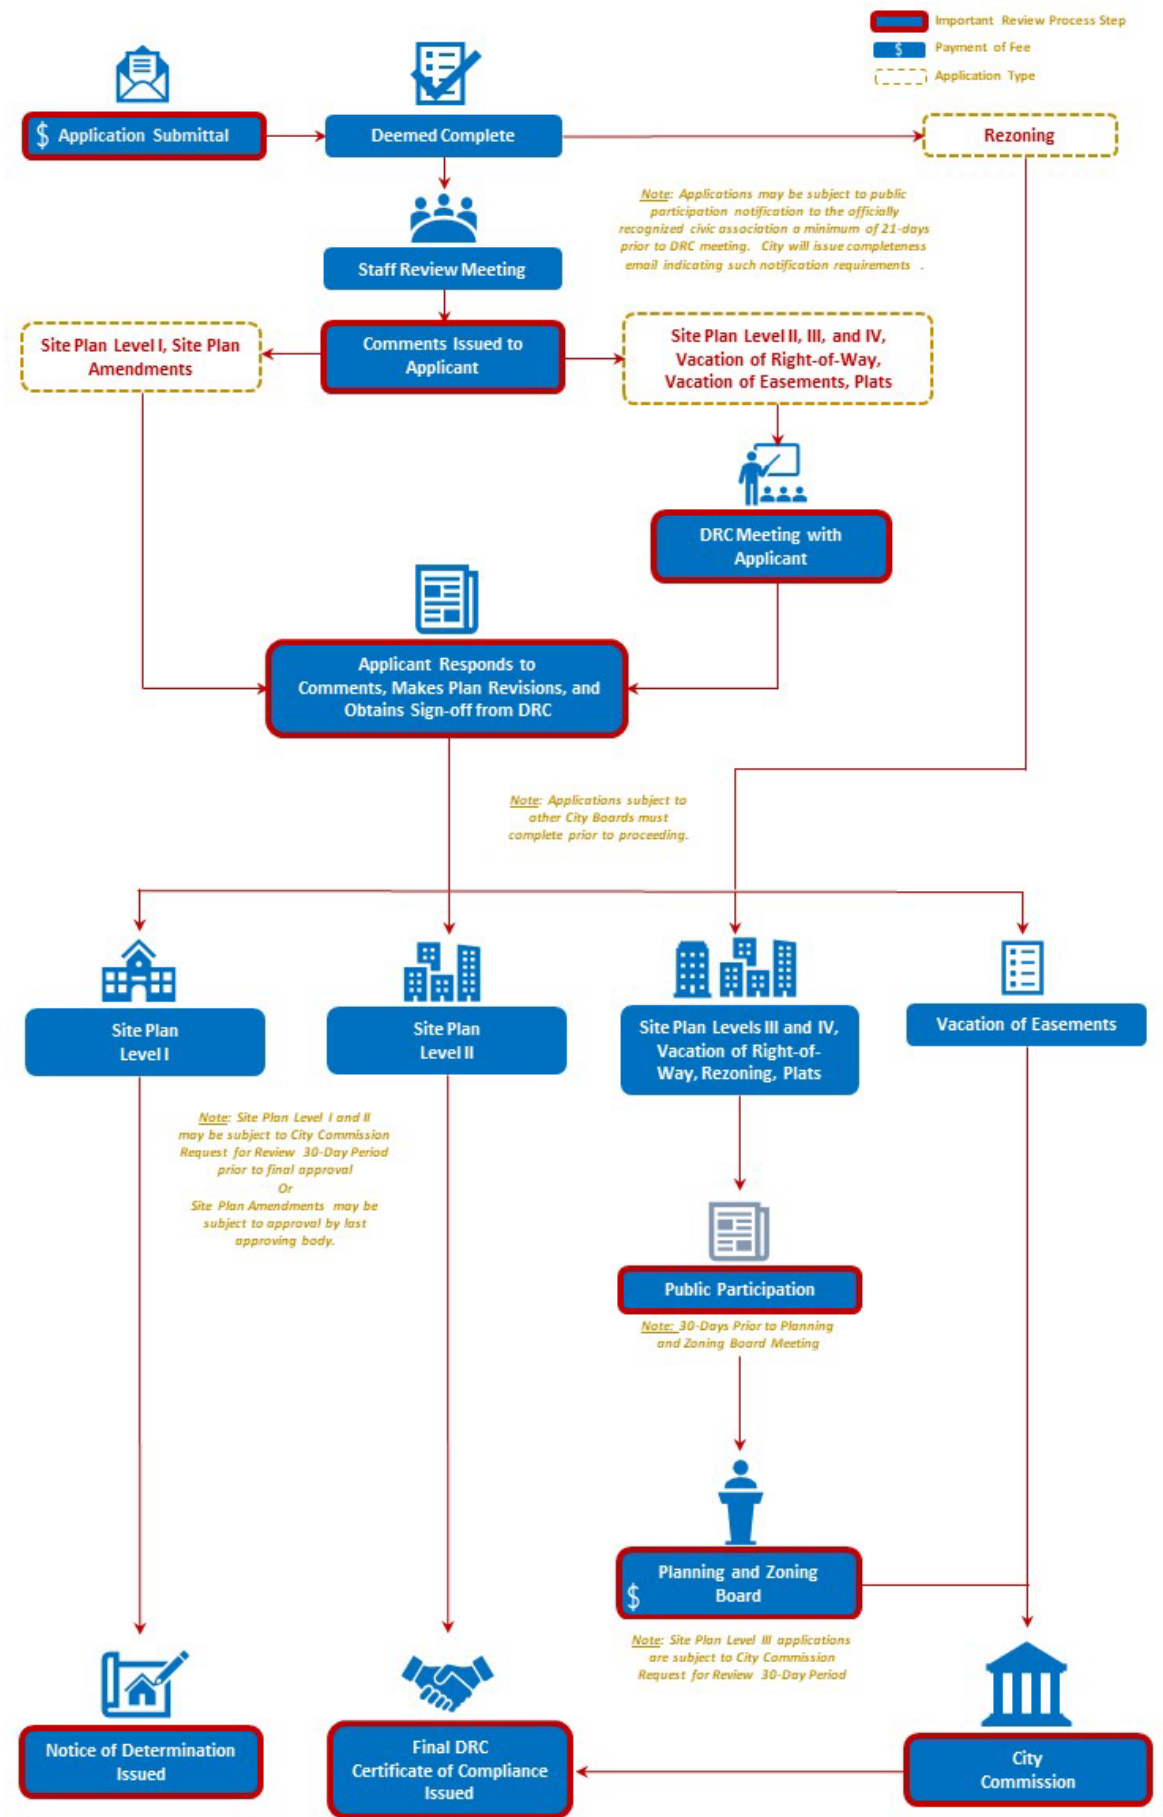 Important Review Process Step
$ Payment of Fee
Application Type
$ Application Submittal
Deemed Complete
Rezoning
Note: Applications may be subject to public
participation notification to the officially
recognized civic association a minimum of 21-days
prior to DRC meeting. City will issue completeness
email indicating such notification requirements .
Staff Review Meeting
Site Plan Level I, Site Plan
Amendments
Comments Issued to
Applicant
Site Plan Level II, III, and IV,
Vacation of Right-of-Way,
Vacation of Easements, Plats
DRC Meeting with
Applicant
Applicant Responds to
Comments, Makes Plan Revisions, and
Obtains Sign-off from DRC
Note: Applications subject to
other City Boards must
complete prior to proceeding.
Site Plan
Level I
Site Plan
Level II
Site Plan Levels III and IV,
Vacation of Right-of-
Way, Rezoning, Plats
Vacation of Easements
Note: Site Plan Level I and II
may be subject to City Commission
Request for Review 30-Day Period
prior to final approval
Or
Site Plan Amendments may be
subject to approval by last
approving body.
Public Participation
Note: 30-Days Prior to Planning
and Zoning Board Meeting
Planning and Zoning
$ Board
Note: Site Plan Level III applications
are subject to City Commission
Request for Review 30-Day Period
Notice of Determination
Issued
Final DRC
Certificate of Compliance
Issued
City
Commission